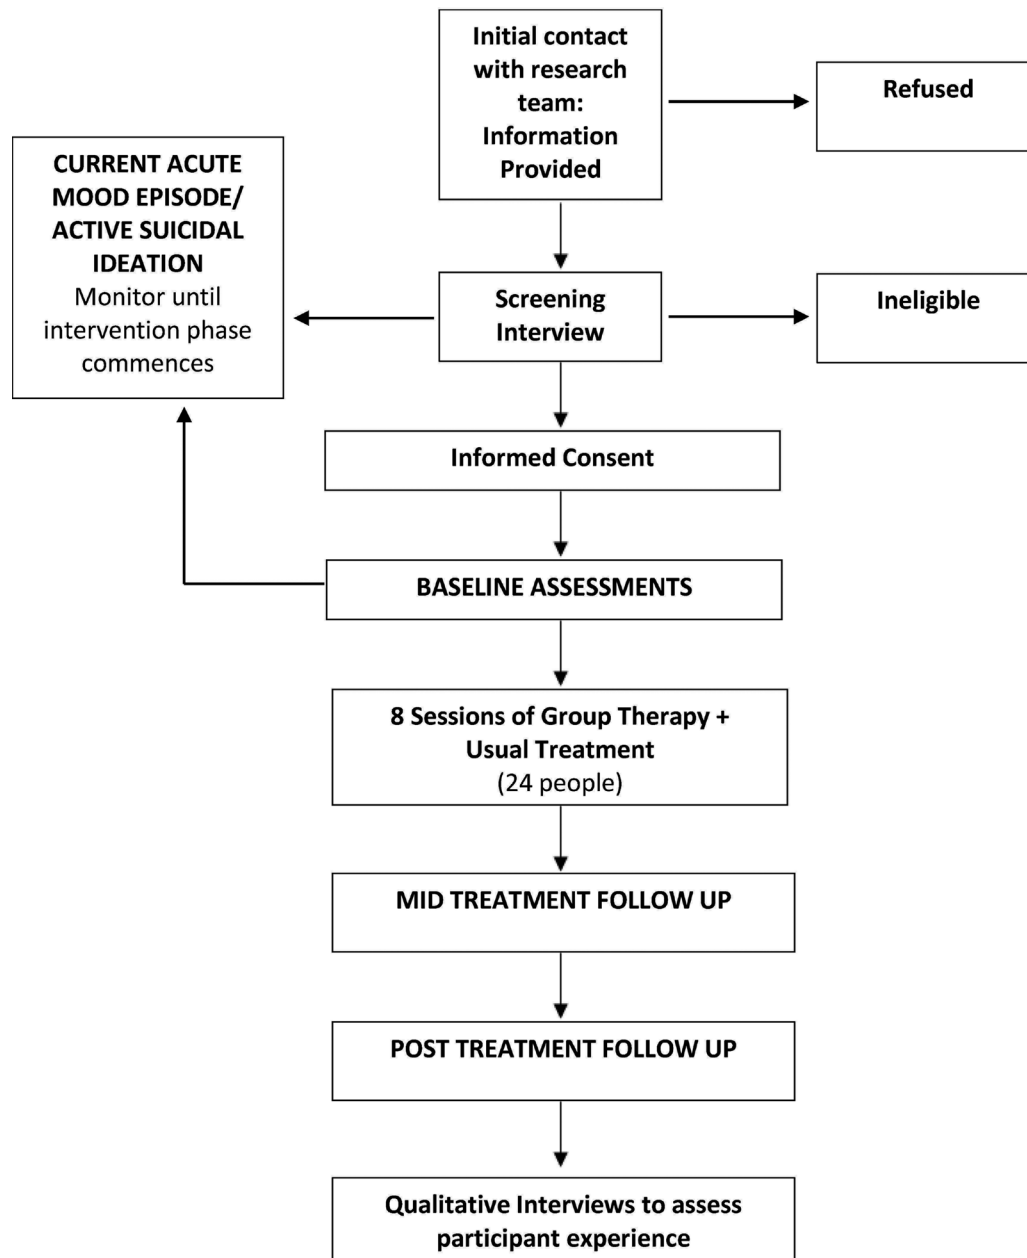 Initial contact
with research
team:
Information
Provided
Refused
CURRENT ACUTE
MOOD EPISODE/
ACTIVE SUICIDAL
IDEATION
Monitor until
intervention phase
commences
Screening
Interview
Ineligible
Informed Consent
BASELINE ASSESSMENTS
8 Sessions of Group Therapy +
Usual Treatment
(24 people)
MID TREATMENT FOLLOW UP
POST TREATMENT FOLLOW UP
Qualitative Interviews to assess
participant experience